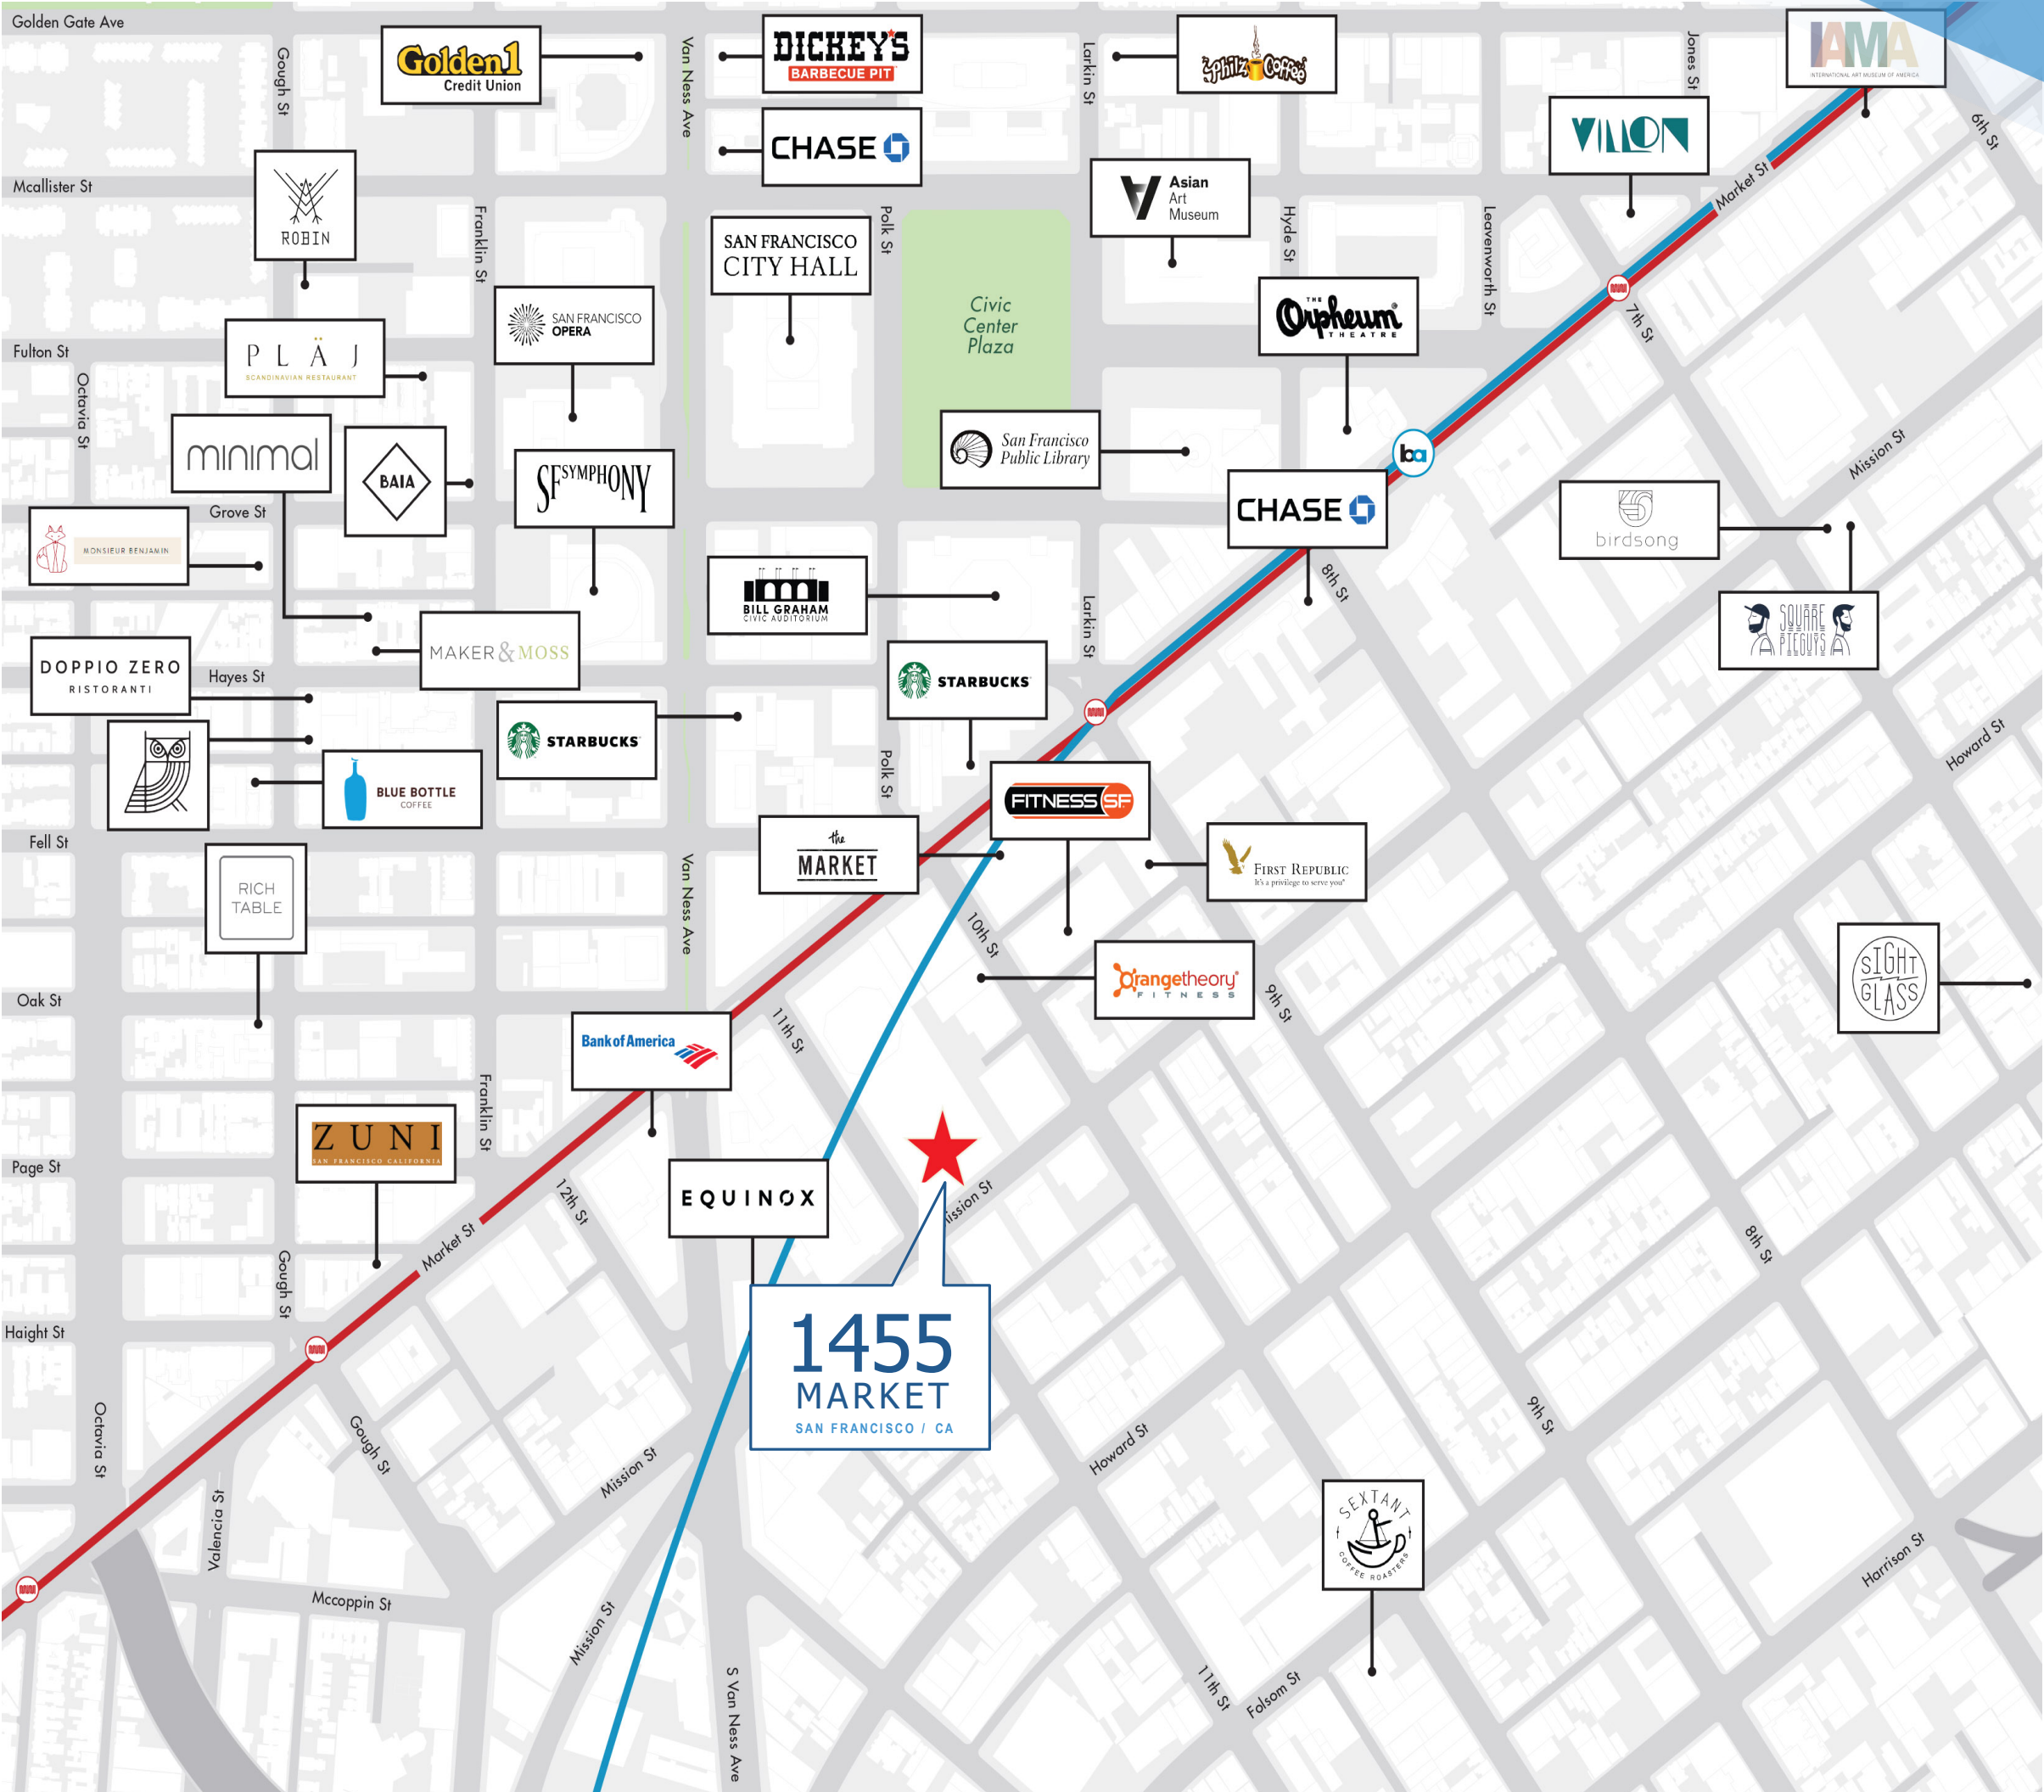 Golden Gate Ave
Gough St
Golden1
Credit Union
Van Ness Ave
DICKEY'S
BARBECUE PIT
CHASE
Larkin St
Philz Coffee
Jones St
IAMA
INTERNATIONAL ART MUSEUM OF AMERICA
6th St
VILLON
Market St
Mcallister St
ROBIN
Franklin St
SAN FRANCISCO
CITY HALL
Polk St
Asian
Art
Museum
Hyde St
Leavenworth St
7th St
Civic
Center
Plaza
THE
Orpheum
THEATRE
SAN FRANCISCO
OPERA
Fulton St
PLÄJ
SCANDINAVIAN RESTAURANT
Octavia St
minimal
BAIA
SFSYMPHONY
San Francisco
Public Library
ba
Mission St
CHASE
birdsong
Grove St
MONSIEUR BENJAMIN
8th St
BILL GRAHAM
CIVIC AUDITORIUM
Larkin St
SQUARE
PIEGUYS
MAKER & MOSS
DOPPIO ZERO
RISTORANTI
Hayes St
STARBUCKS
STARBUCKS
Howard St
BLUE BOTTLE
COFFEE
Polk St
FITNESS SF
Fell St
the
MARKET
Van Ness Ave
FIRST REPUBLIC
It's a privilege to serve you
RICH
TABLE
10th St
Orangetheory
FITNESS
9th St
SIGHT
GLASS
Oak St
11th St
Bank of America
Franklin St
ZUNI
SAN FRANCISCO CALIFORNIA
Page St
12th St
EQUINOX
ission St
Market St
Gough St
8th St
Haight St
1455
MARKET
SAN FRANCISCO / CA
Octavia St
Gough St
Mission St
Howard St
9th St
Valencia St
SEXTANT
COFFEE ROASTERS
Harrison St
Mccoppin St
Mission St
S Van Ness Ave
11th St
Folsom St